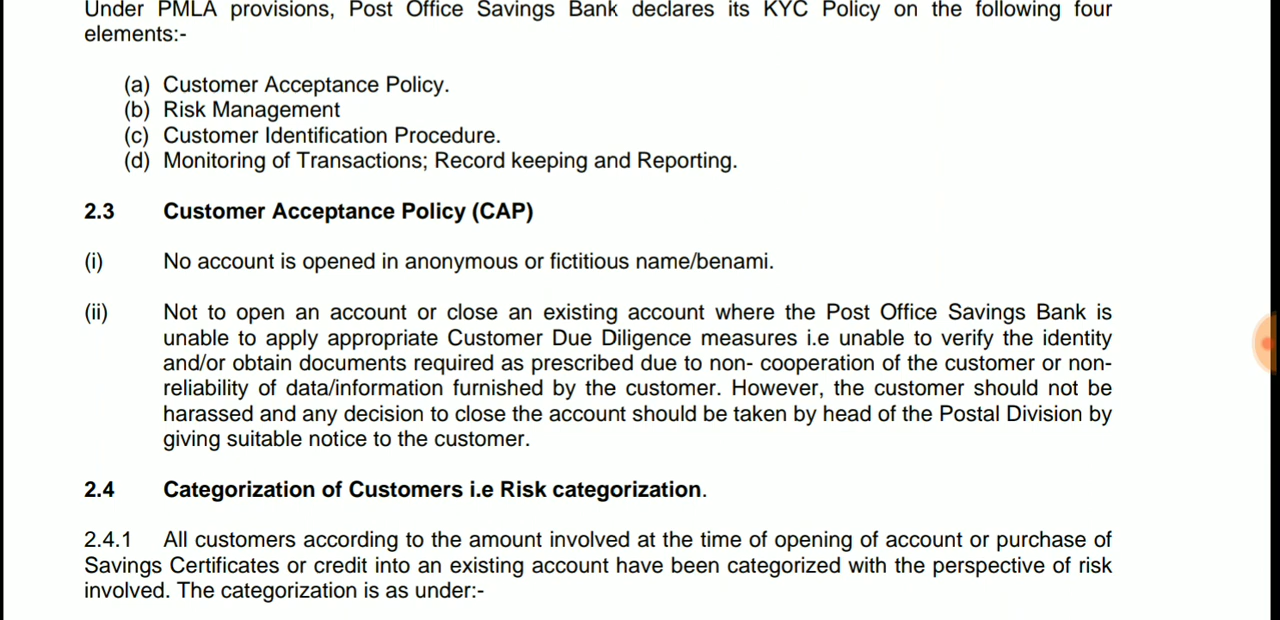 Under PMLA provisions, Post Office Savings Bank declares its KYC Policy on the following four
elements:-
(a) Customer Acceptance Policy.
(b) Risk Management
(c) Customer Identification Procedure.
(d) Monitoring of Transactions; Record keeping and Reporting.
2.3 Customer Acceptance Policy (CAP)
(i) No account is opened in anonymous or fictitious name/benami.
(ii) Not to open an account or close an existing account where the Post Office Savings Bank is
unable to apply appropriate Customer Due Diligence measures i.e unable to verify the identity
and/or obtain documents required as prescribed due to non- cooperation of the customer or non-
reliability of data/information furnished by the customer. However, the customer should not be
harassed and any decision to close the account should be taken by head of the Postal Division by
giving suitable notice to the customer.
2.4 Categorization of Customers i.e Risk categorization.
2.4.1 All customers according to the amount involved at the time of opening of account or purchase of
Savings Certificates or credit into an existing account have been categorized with the perspective of risk
involved. The categorization is as under:-